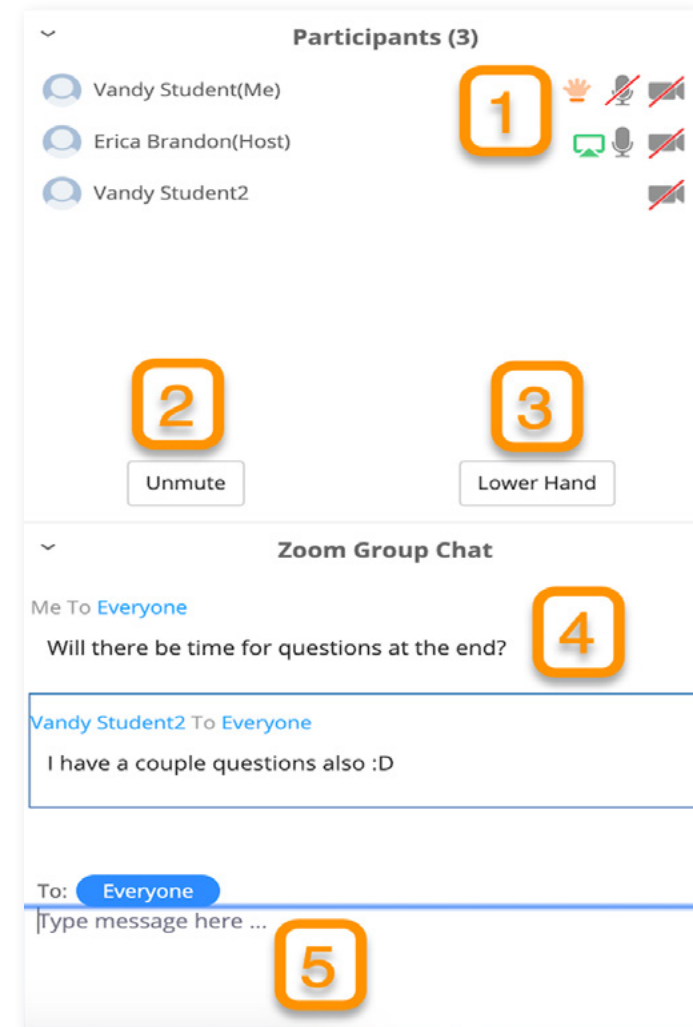 Participants (3)
Vandy Student(Me)
1
Erica Brandon(Host)
Vandy Student2
2
3
Unmute
Lower Hand
Zoom Group Chat
Me To Everyone
Will there be time for questions at the end?
4
Vandy Student2 To Everyone
I have a couple questions also :D
To: Everyone
Type message here ...
5